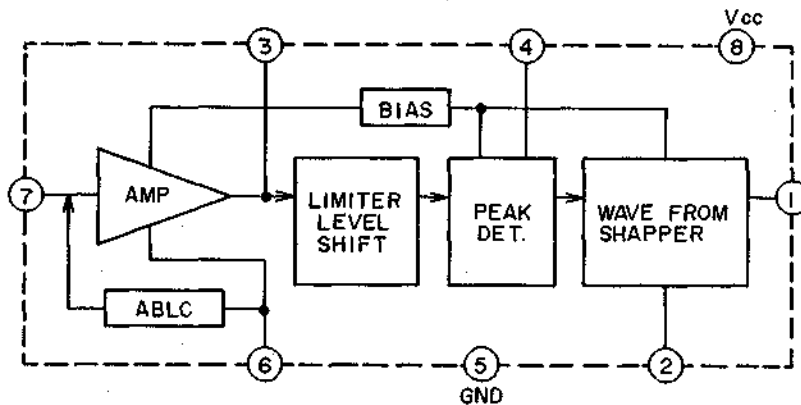 Vcc
3
4
8
BIAS
7
AMP
LIMITER
LEVEL
SHIFT
PEAK
DET.
WAVE FROM
SHAPPER
1
ABLC
6
5
GND
2